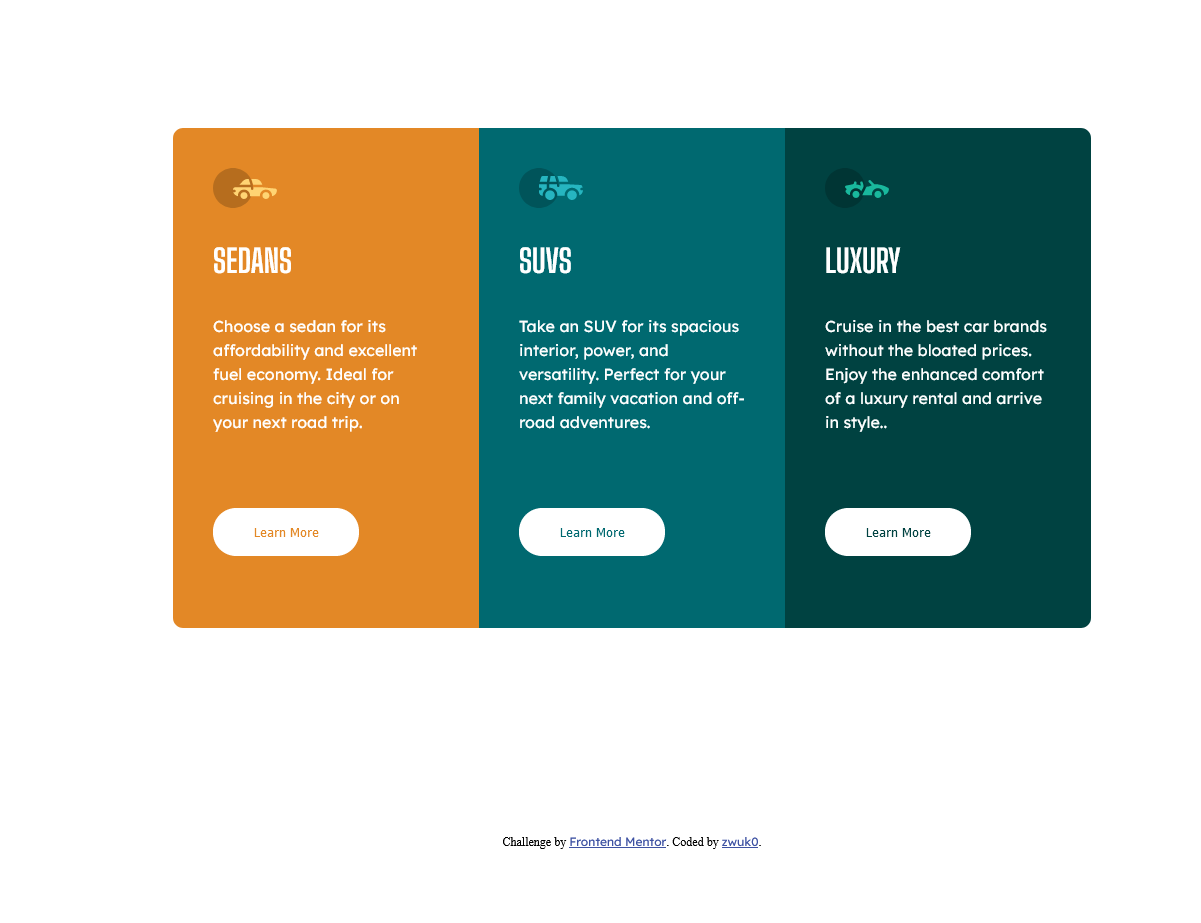 SEDANS
Choose a sedan for its
affordability and excellent
fuel economy. Ideal for
cruising in the city or on
your next road trip.
Learn More
SUVS
Take an SUV for its spacious
interior, power, and
versatility. Perfect for your
next family vacation and off-
road adventures.
Learn More
LUXURY
Cruise in the best car brands
without the bloated prices.
Enjoy the enhanced comfort
of a luxury rental and arrive
in style..
Learn More
Challenge by Frontend Mentor. Coded by zwuk0.